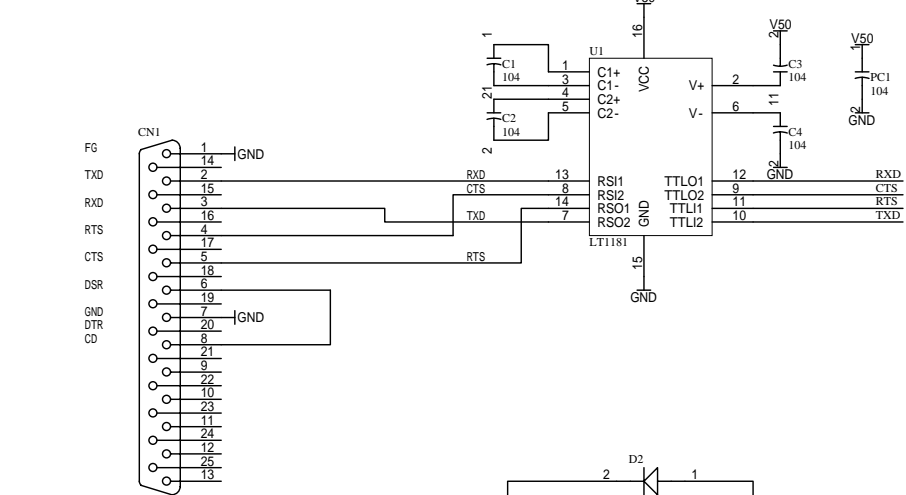 V50
16
V50
2
V50
1
1
C1
104
21
C2
104
2
U1
1
3
4
5
C1+
C1-
C2+
C2-
VCC
V+
2
V-
6
C3
104
11
C4
104
2
GND
PC1
104
2
GND
CN1
FG
1
GND
14
TXD
2
RXD
13
RSI1
TTLO1
12
RXD
15
CTS
8
RSI2
TTLO2
9
CTS
RXD
3
14
RSO1
TTLI1
11
RTS
16
TXD
7
RSO2
TTLI2
10
TXD
GND
LT1181
15
GND
RTS
4
17
CTS
5
RTS
18
DSR
6
19
GND
7
GND
DTR
20
CD
8
21
9
22
10
23
11
24
12
25
13
D2
2
1